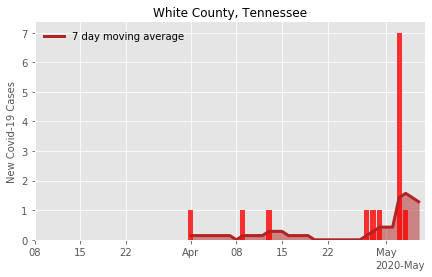 White County, Tennessee
7 day moving average
New Covid-19 Cases
7
6
5
4
3
2
1
0
08 15 22 Apr 08 15 22 May
2020-May